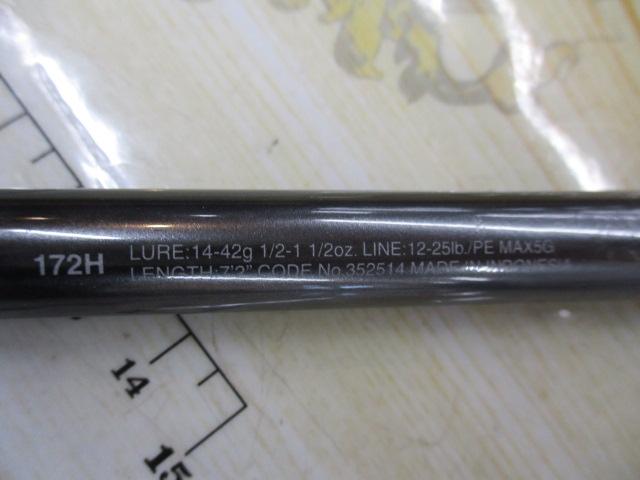 172H
LURE:14-42g 1/2-1 1/2oz. LINE:12-25lb./PE MAX5G
LENGTH:7'2" CODE No.352514 MADE IN INDONESIA
14
15